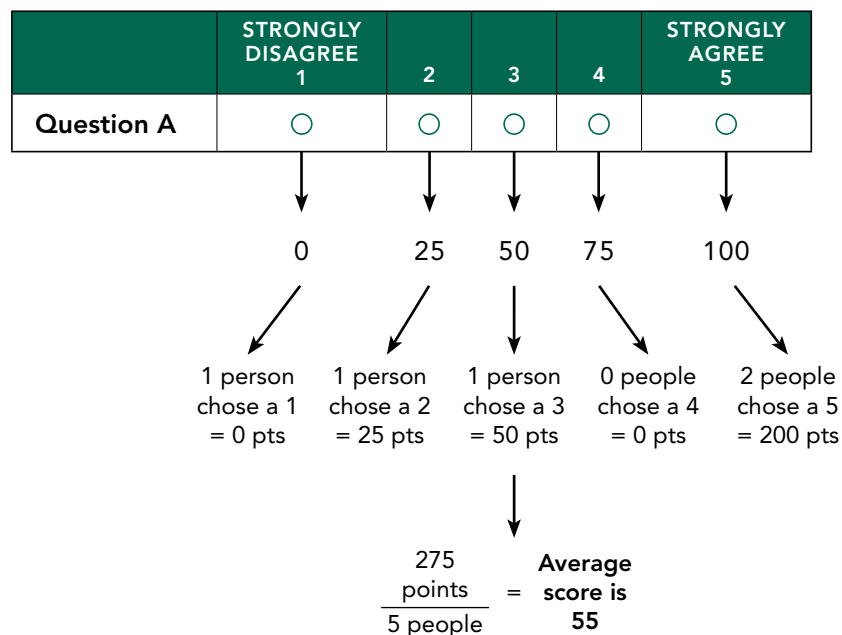 STRONGLY
DISAGREE
1
2
3
4
STRONGLY
AGREE
5
Question A
0
25
50
75
100
1 person
chose a 1
= 0 pts
1 person
chose a 2
= 25 pts
1 person
chose a 3
= 50 pts
0 people
chose a 4
= 0 pts
2 people
chose a 5
= 200 pts
275
points
5 people
=
Average
score is
55